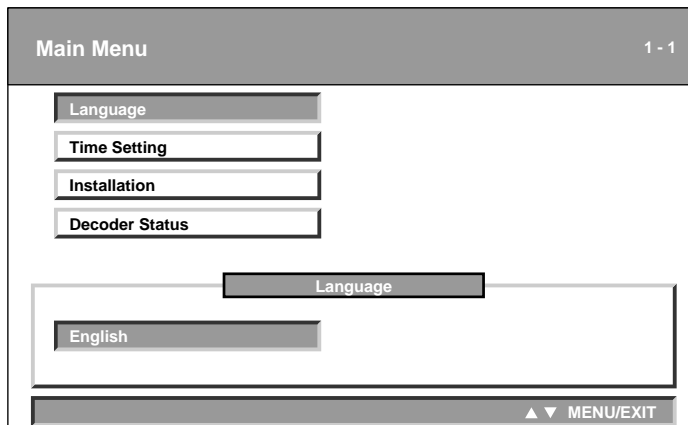 Main Menu 1 - 1
Language
Time Setting
Installation
Decoder Status
Language
English
▲ ▼ MENU/EXIT